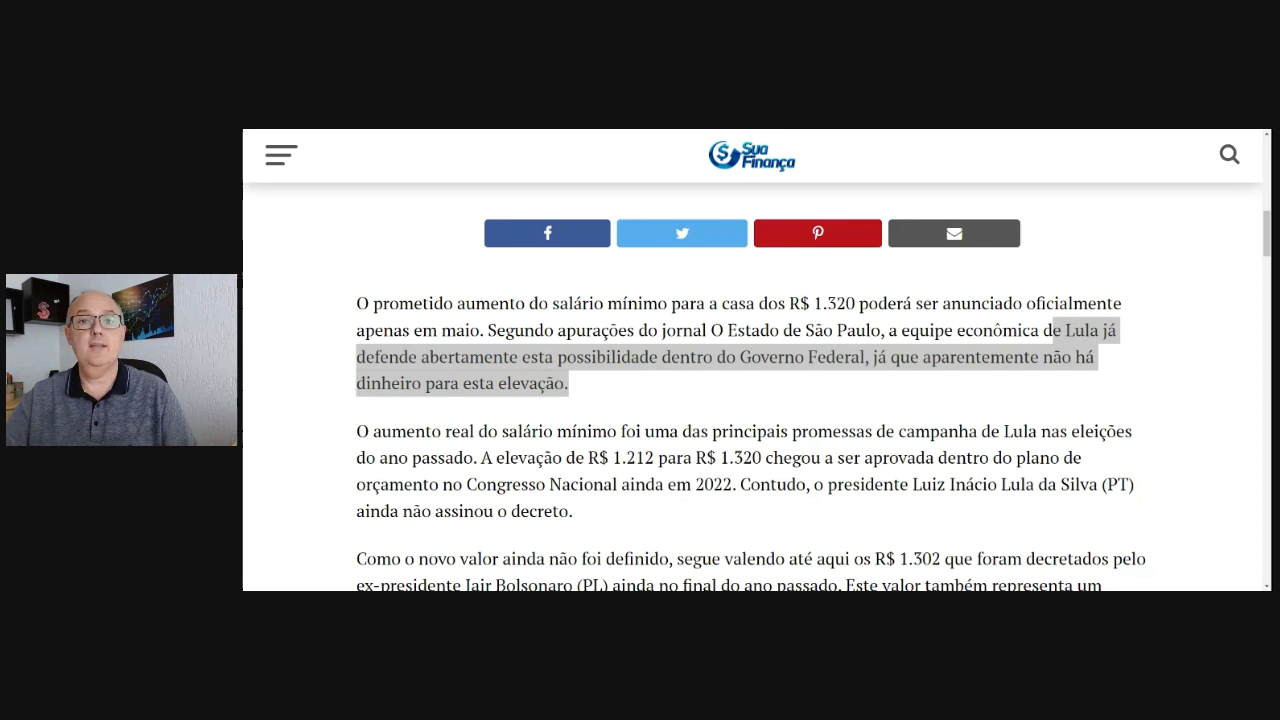 Sua
Finança
O prometido aumento do salário mínimo para a casa dos R$ 1.320 poderá ser anunciado oficialmente
apenas em maio. Segundo apurações do jornal O Estado de São Paulo, a equipe econômica de Lula já
defende abertamente esta possibilidade dentro do Governo Federal, já que aparentemente não há
dinheiro para esta elevação.
O aumento real do salário mínimo foi uma das principais promessas de campanha de Lula nas eleições
do ano passado. A elevação de R$ 1.212 para R$ 1.320 chegou a ser aprovada dentro do plano de
orçamento no Congresso Nacional ainda em 2022. Contudo, o presidente Luiz Inácio Lula da Silva (PT)
ainda não assinou o decreto.
Como o novo valor ainda não foi definido, segue valendo até aqui os R$ 1.302 que foram decretados pelo
ex-presidente Jair Bolsonaro (PL) ainda no final do ano passado. Este valor também representa um